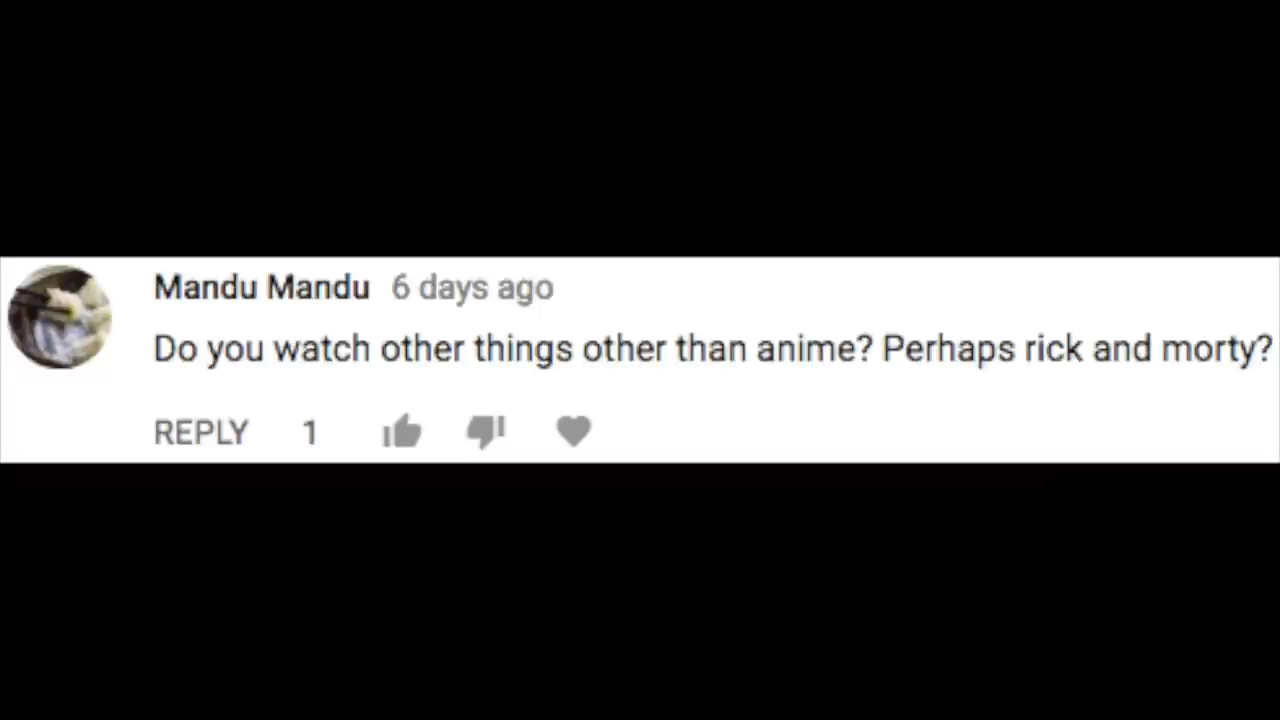 Mandu Mandu 6 days ago
Do you watch other things other than anime? Perhaps rick and morty?
REPLY 1